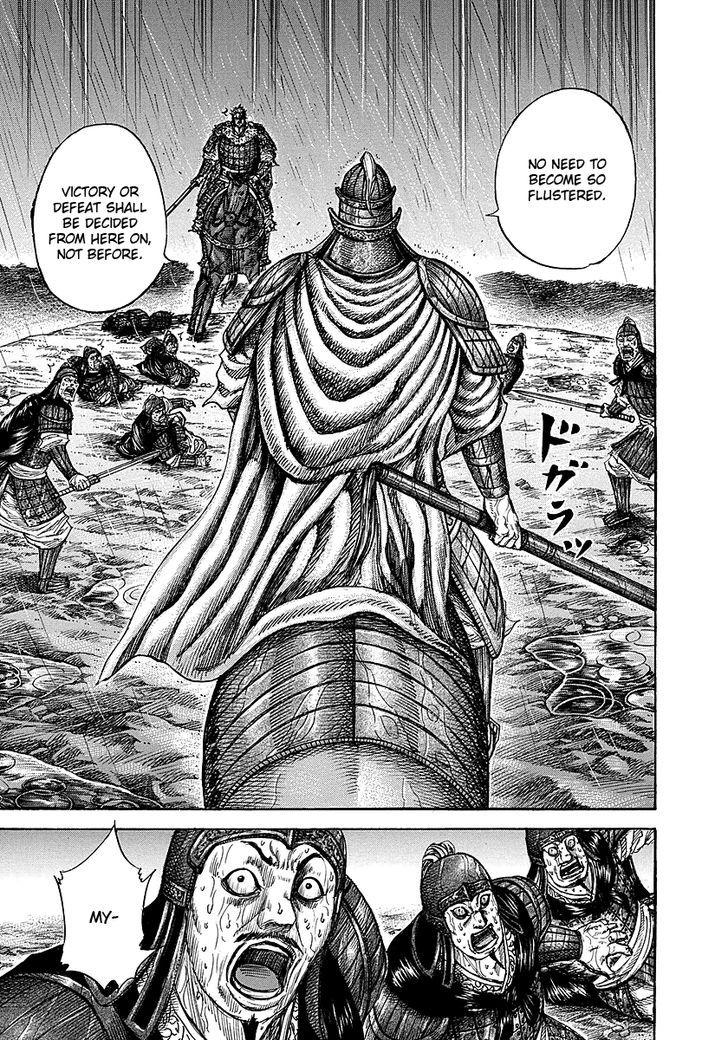 NO NEED TO
BECOME SO
FLUSTERED.
VICTORY OR
DEFEAT SHALL
BE DECIDED
FROM HERE ON,
NOT BEFORE.
ドガラッ
MY-